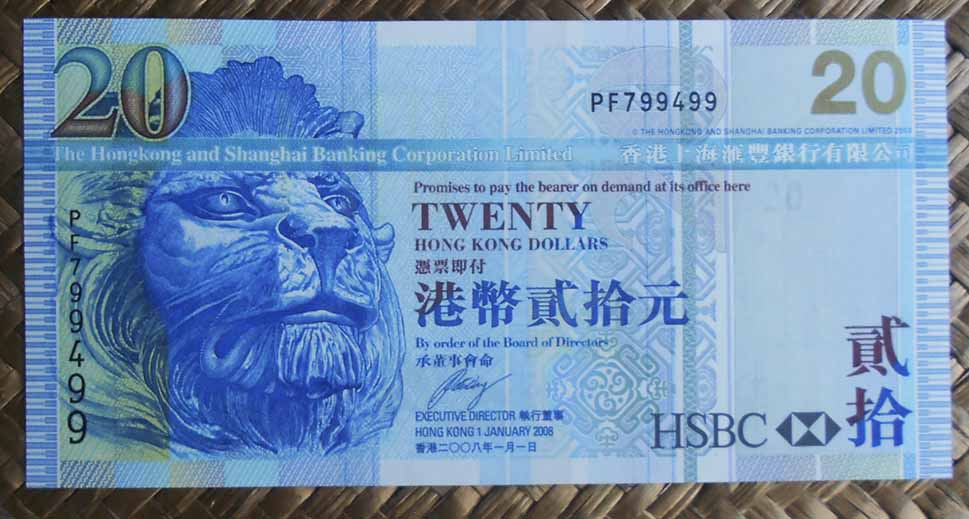 20
PF799499
20
© THE HONGKONG AND SHANGHAI BANKING CORPORATION LIMITED 2008
The Hongkong and Shanghai Banking Corporation Limited 香港上海滙豐銀行有限公司
Promises to pay the bearer on demand at its office here
TWENTY
HONG KONG DOLLARS
憑票即付
港幣貳拾元
By order of the Board of Directors
承董事會命
EXECUTIVE DIRECTOR 執行董事
HONG KONG 1 JANUARY 2008
香港二〇〇八年一月一日
PF799499
HSBC
貳拾